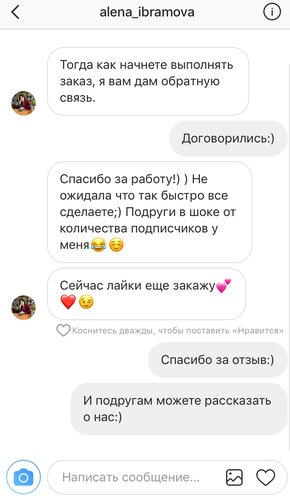 alena_ibramova
Тогда как начнете выполнять
заказ, я вам дам обратную
связь.
Договорились:)
Спасибо за работу!) ) Не
ожидала что так быстро все
сделаете;) Подруги в шоке от
количества подписчиков у
меня😂☺️
Сейчас лайки еще закажу💕
❤️😉
Коснитесь дважды, чтобы поставить «Нравится»
Спасибо за отзыв:)
И подругам можете рассказать
о нас:)
Написать сообщение...